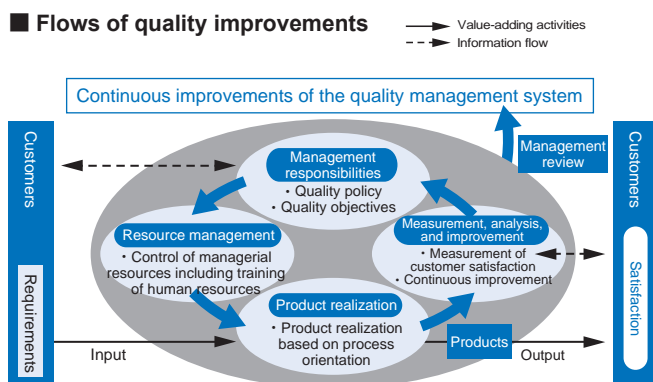 ■ Flows of quality improvements
Value-adding activities
Information flow
Continuous improvements of the quality management system
Customers
Requirements
Management
review
Management
responsibilities
・Quality policy
・Quality objectives
Resource management
・Control of managerial
resources including training
of human resources
Measurement, analysis,
and improvement
・Measurement of
customer satisfaction
・Continuous improvement
Product realization
・Product realization
based on process
orientation
Input
Products
Output
Customers
Satisfaction